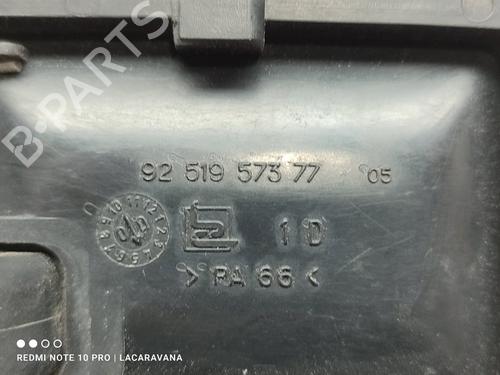 B-PARTS
92 519 573 77 05
1 D
> PA 66 <
REDMI NOTE 10 PRO | LACARAVANA